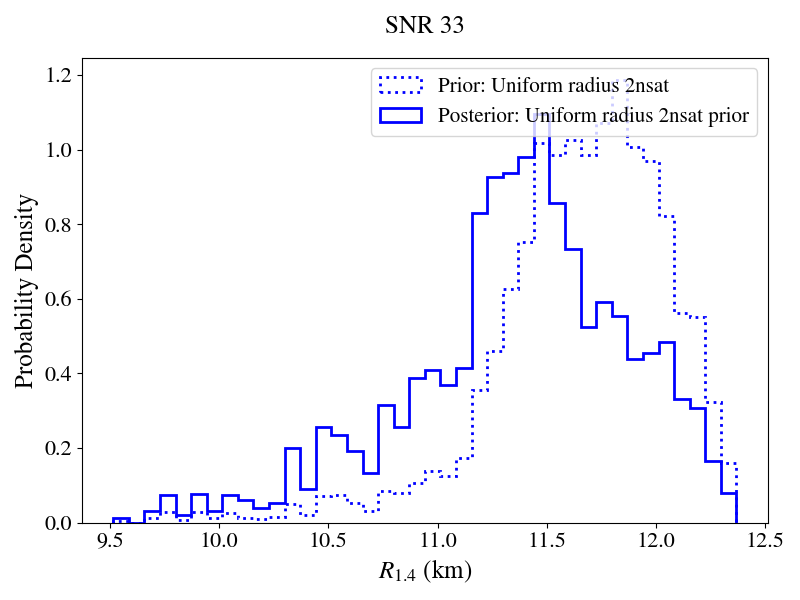 SNR 33
Prior: Uniform radius 2nsat
Posterior: Uniform radius 2nsat prior
Probability Density
1.2
1.0
0.8
0.6
0.4
0.2
0.0
9.5 10.0 10.5 11.0 11.5 12.0 12.5
R₁.₄ (km)